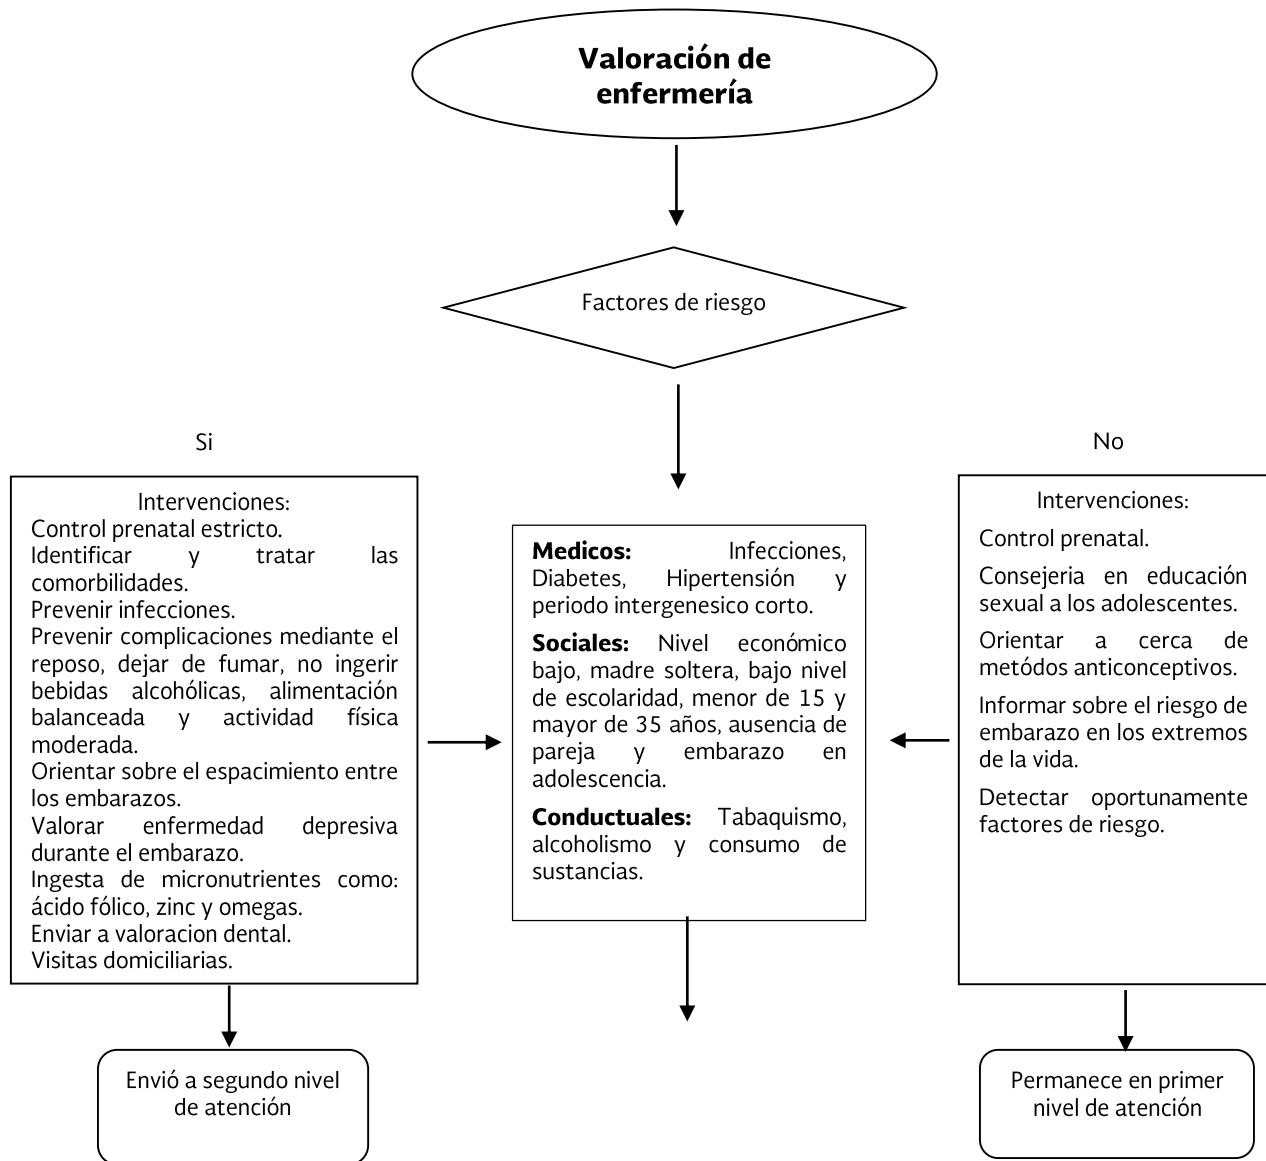 Valoración de
enfermería
Factores de riesgo
Si
No
Intervenciones:
Control prenatal estricto.
Identificar y tratar las
comorbilidades.
Prevenir infecciones.
Prevenir complicaciones mediante el
reposo, dejar de fumar, no ingerir
bebidas alcohólicas, alimentación
balanceada y actividad física
moderada.
Orientar sobre el espacimiento entre
los embarazos.
Valorar enfermedad depresiva
durante el embarazo.
Ingesta de micronutrientes como:
ácido fólico, zinc y omegas.
Enviar a valoracion dental.
Visitas domiciliarias.
Medicos: Infecciones,
Diabetes, Hipertensión y
periodo intergenesico corto.
Sociales: Nivel económico
bajo, madre soltera, bajo nivel
de escolaridad, menor de 15 y
mayor de 35 años, ausencia de
pareja y embarazo en
adolescencia.
Conductuales: Tabaquismo,
alcoholismo y consumo de
sustancias.
Intervenciones:
Control prenatal.
Consejeria en educación
sexual a los adolescentes.
Orientar a cerca de
metódos anticonceptivos.
Informar sobre el riesgo de
embarazo en los extremos
de la vida.
Detectar oportunamente
factores de riesgo.
Envió a segundo nivel
de atención
Permanece en primer
nivel de atención